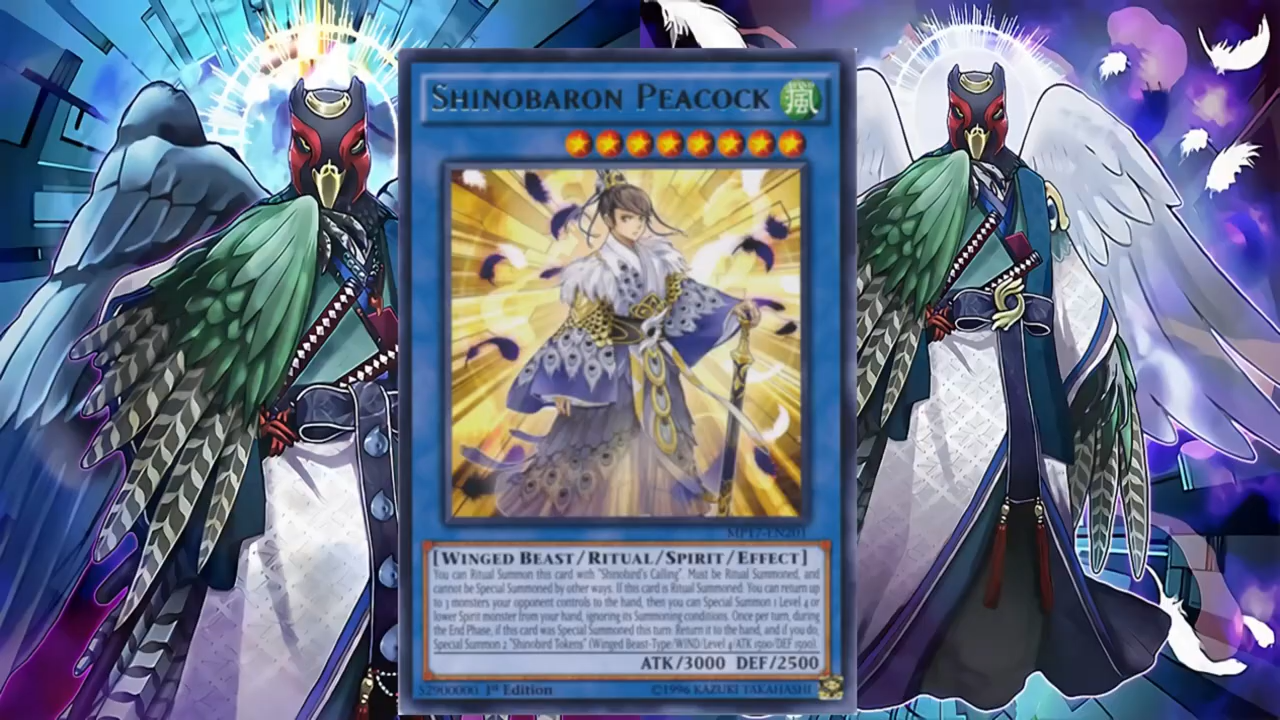 SHINOBARON PEACOCK 風
MP17-EN201
[WINGED BEAST/RITUAL/SPIRIT/EFFECT]
You can Ritual Summon this card with "Shinobird's Calling". Must be Ritual Summoned, and
cannot be Special Summoned by other ways. If this card is Ritual Summoned: You can return up
to 3 monsters your opponent controls to the hand, then you can Special Summon 1 Level 4 or
lower Spirit monster from your hand, ignoring its Summoning conditions. Once per turn, during
the End Phase, if this card was Special Summoned this turn: Return it to the hand, and if you do,
Special Summon 2 "Shinobird Tokens" (Winged Beast-Type/WIND/Level 4/ATK 1500/DEF 1500).
ATK/3000 DEF/2500
52900000 1st Edition ©1996 KAZUKI TAKAHASHI